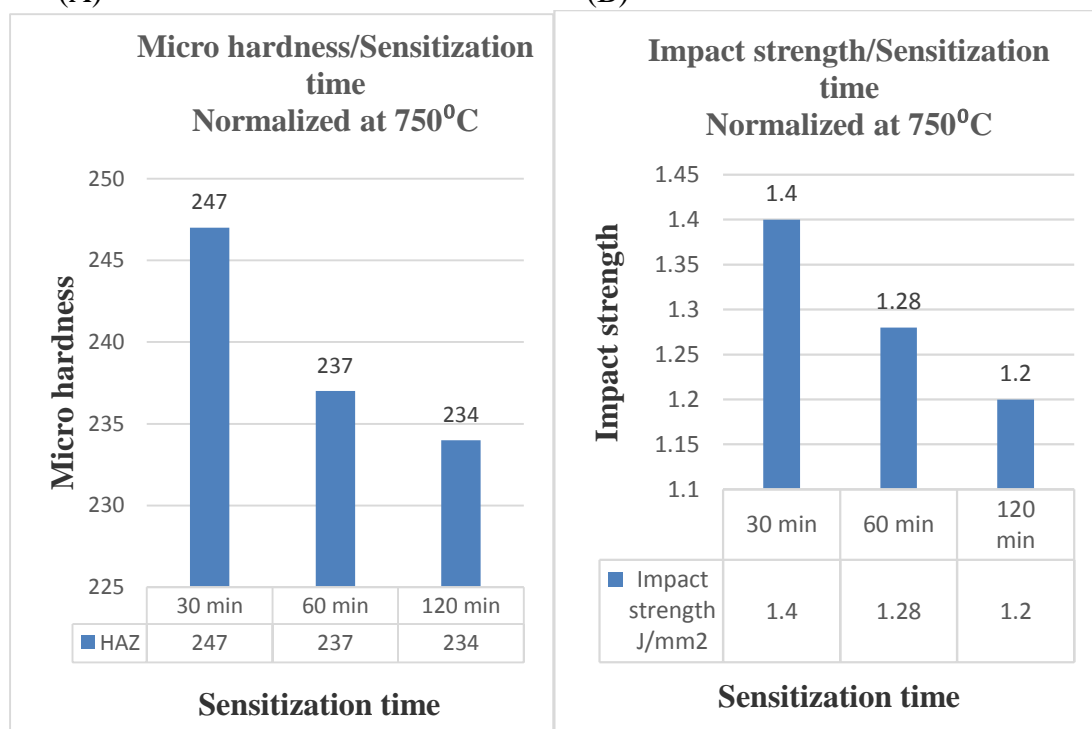 (A)
(B)
Micro hardness/Sensitization
time
Normalized at 750⁰C
250
245
240
235
230
225
Micro hardness
247
237
234
30 min 60 min 120 min
HAZ 247 237 234
Sensitization time
Impact strength/Sensitization
time
Normalized at 750⁰C
1.45
1.4
1.35
1.3
1.25
1.2
1.15
1.1
Impact strength
1.4
1.28
1.2
30 min 60 min 120
min
Impact
strength
J/mm2
1.4 1.28 1.2
Sensitization time